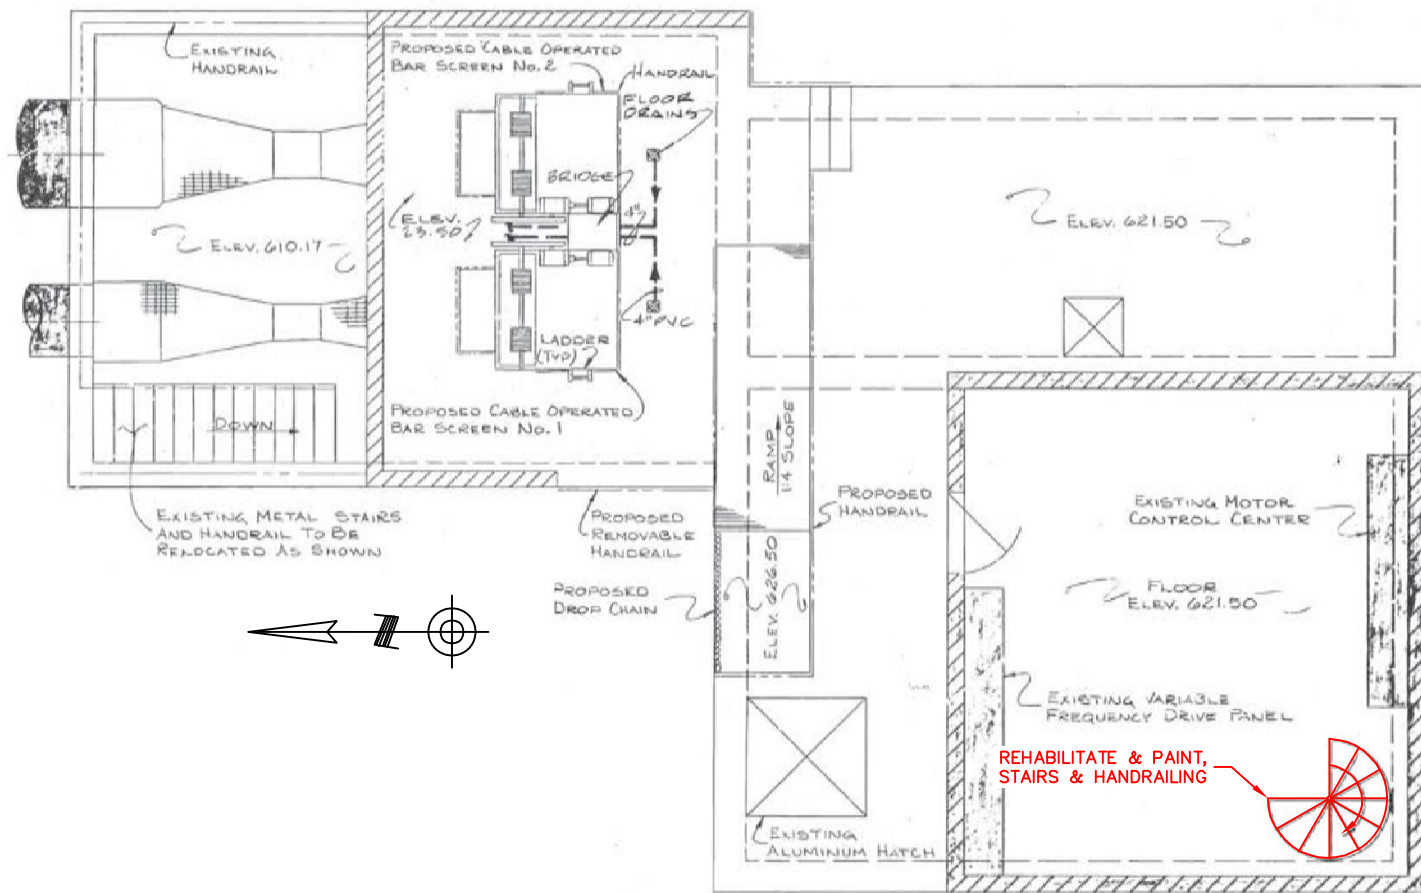 EXISTING
HANDRAIL
PROPOSED CABLE OPERATED
BAR SCREEN No. 2
HANDRAIL
FLOOR
DRAINS
BRIDGE
4"
ELEV.
23.50
ELEV. 610.17
ELEV. 621.50
4" PVC
LADDER
(TYP)
DOWN
PROPOSED CABLE OPERATED
BAR SCREEN No. 1
RAMP
1:4 SLOPE
EXISTING METAL STAIRS
AND HANDRAIL TO BE
RELOCATED AS SHOWN
PROPOSED
REMOVABLE
HANDRAIL
PROPOSED
HANDRAIL
EXISTING MOTOR
CONTROL CENTER
PROPOSED
DROP CHAIN
ELEV. 626.50
FLOOR
ELEV. 621.50
EXISTING VARIABLE
FREQUENCY DRIVE PANEL
REHABILITATE & PAINT,
STAIRS & HANDRAILING
EXISTING
ALUMINUM HATCH